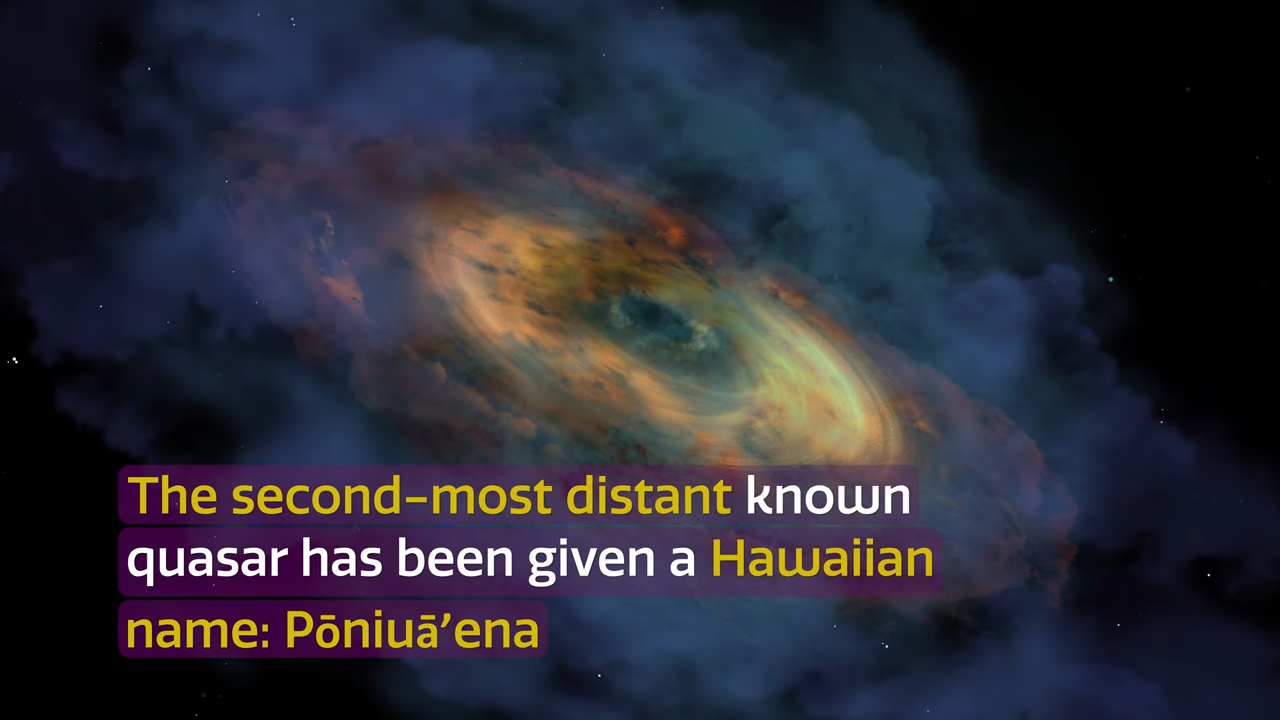 The second-most distant known
quasar has been given a Hawaiian
name: Pōniuā’ena